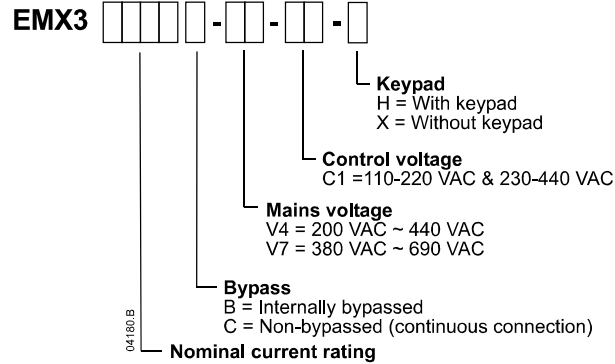 EMX3 - - -
Keypad
H = With keypad
X = Without keypad
Control voltage
C1 =110-220 VAC & 230-440 VAC
Mains voltage
V4 = 200 VAC ~ 440 VAC
V7 = 380 VAC ~ 690 VAC
Bypass
B = Internally bypassed
C = Non-bypassed (continuous connection)
Nominal current rating
04180.B